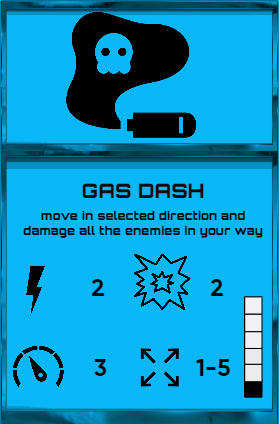 GAS DASH
move in selected direction and
damage all the enemies in your way
2 2
3 1-5